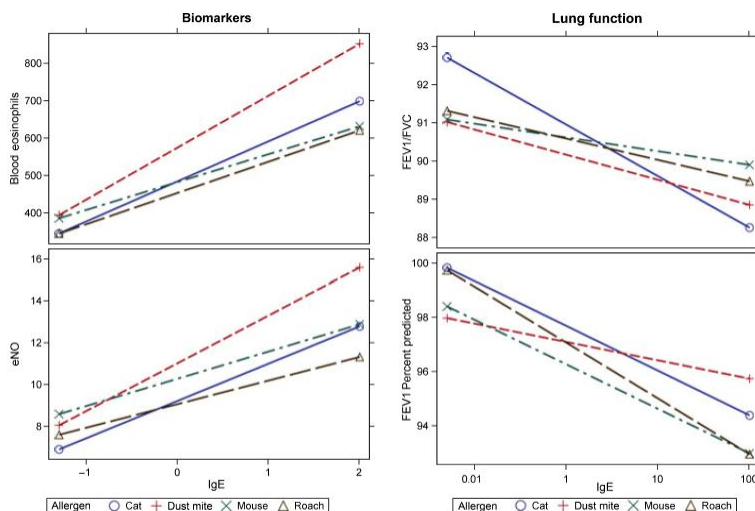 Biomarkers
Blood eosinophils
800
700
600
500
400
eNO
16
14
12
10
8
−1
0
1
2
IgE
Allergen Cat Dust mite Mouse Roach
Lung function
FEV1/FVC
93
92
91
90
89
88
FEV1 Percent predicted
100
98
96
94
0.01
1
10
100
IgE
Allergen Cat Dust mite Mouse Roach